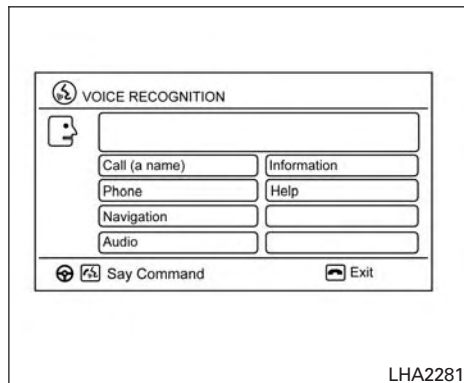 VOICE RECOGNITION
Call (a name) Information
Phone Help
Navigation
Audio
Say Command Exit
LHA2281